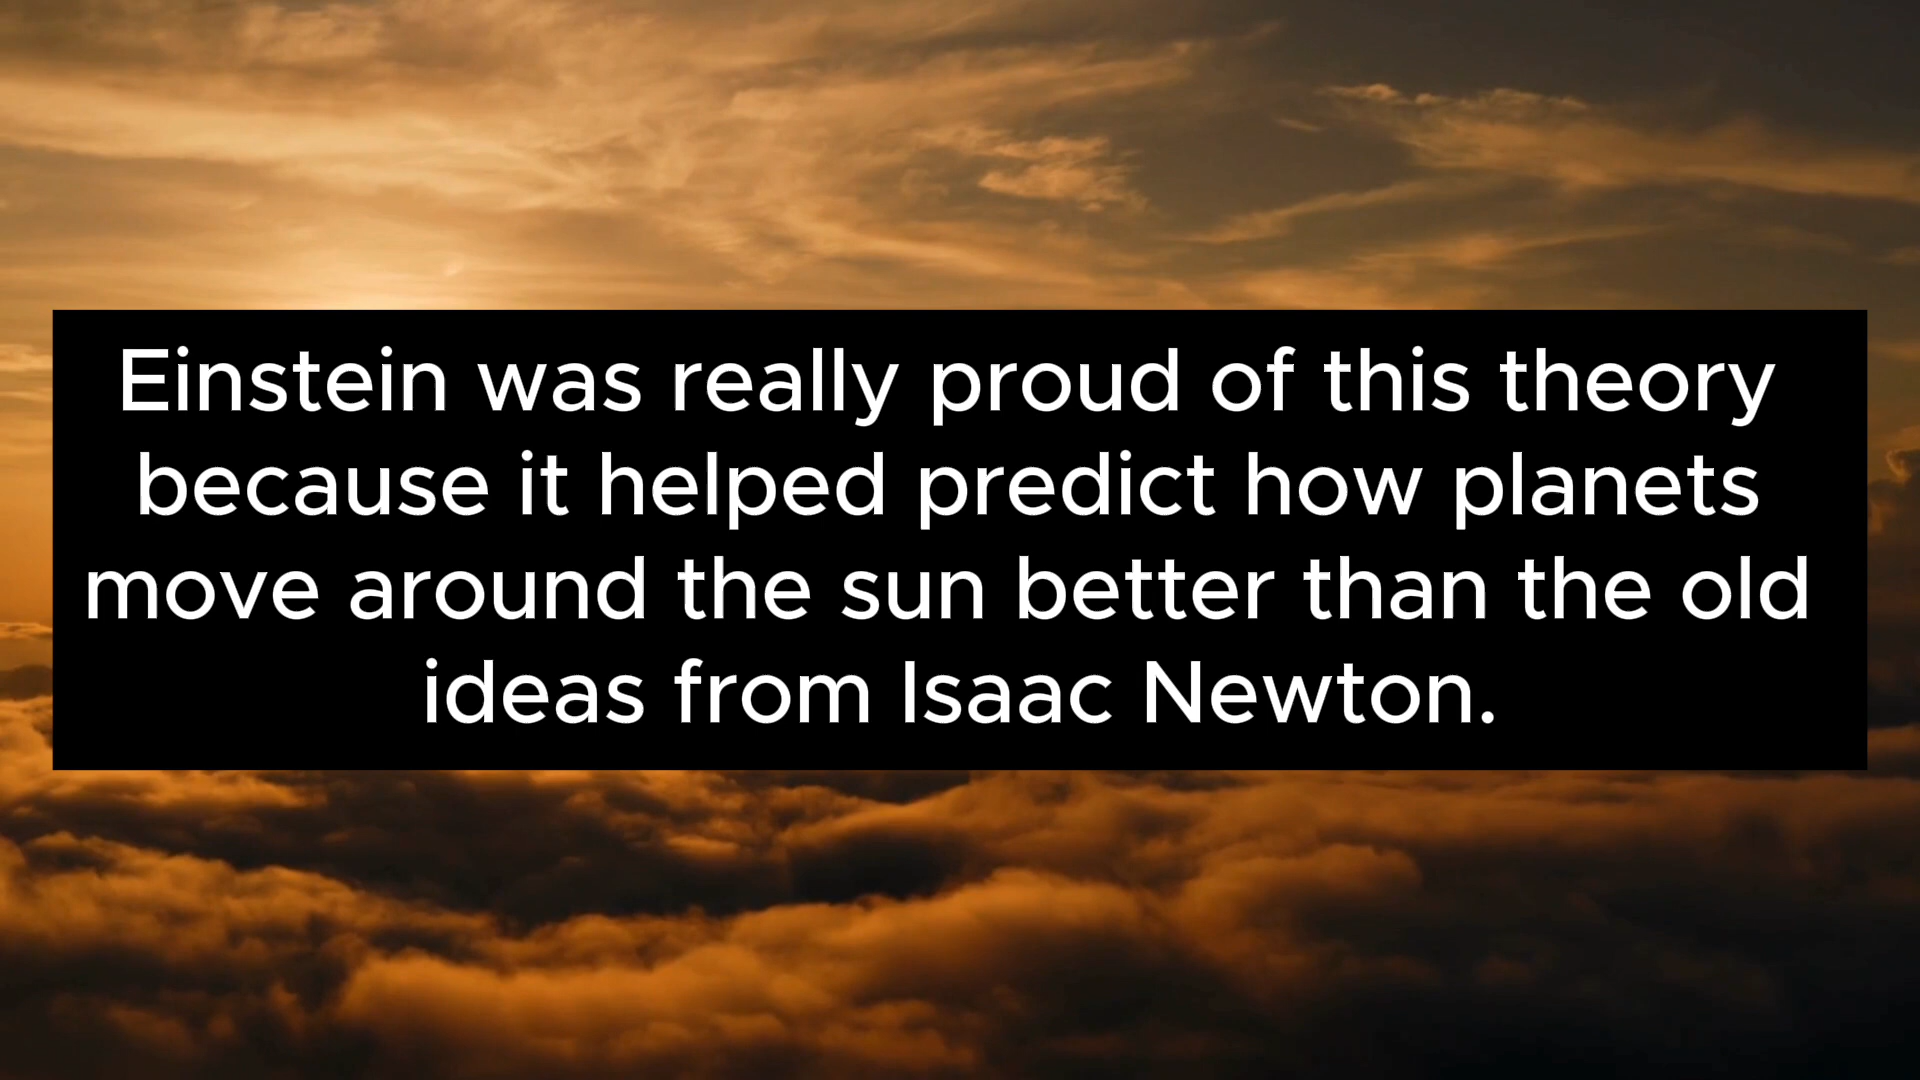 Einstein was really proud of this theory
because it helped predict how planets
move around the sun better than the old
ideas from Isaac Newton.